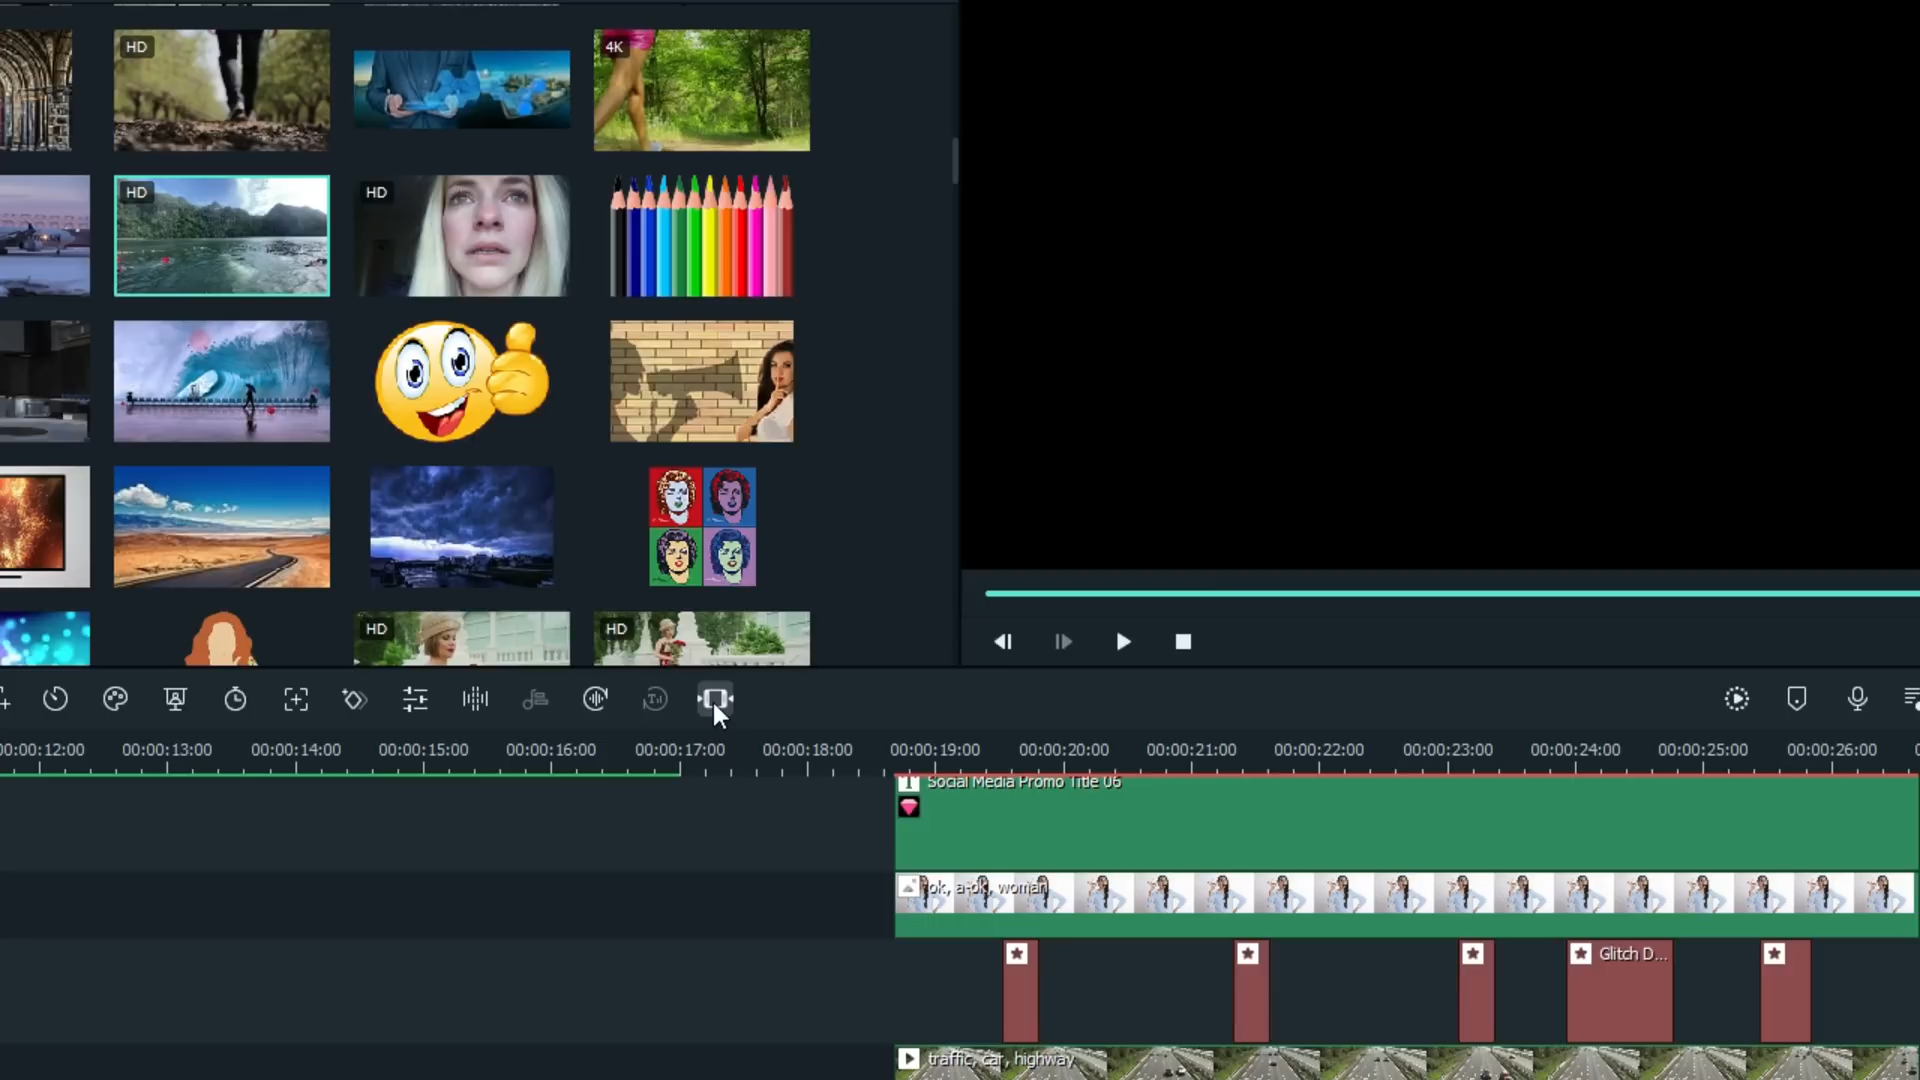 HD
4K
HD
HD
HD
HD
00:00:12:00 00:00:13:00 00:00:14:00 00:00:15:00 00:00:16:00 00:00:17:00 00:00:18:00 00:00:19:00 00:00:20:00 00:00:21:00 00:00:22:00 00:00:23:00 00:00:24:00 00:00:25:00 00:00:26:00
Social Media Promo Title 06
ok, a-ok, woman
Glitch D...
traffic, car, highway